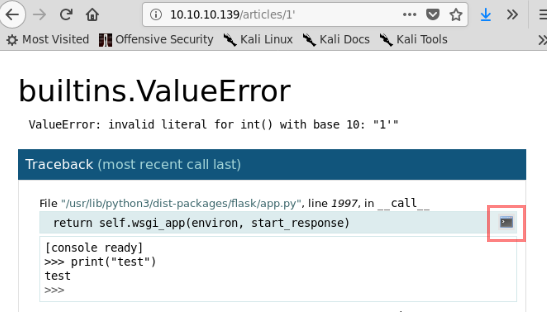 10.10.10.139/articles/1'
Most Visited Offensive Security Kali Linux Kali Docs Kali Tools
builtins.ValueError
ValueError: invalid literal for int() with base 10: "1'"
Traceback (most recent call last)
File "/usr/lib/python3/dist-packages/flask/app.py", line 1997, in __call__
return self.wsgi_app(environ, start_response)
[console ready]
>>> print("test")
test
>>>